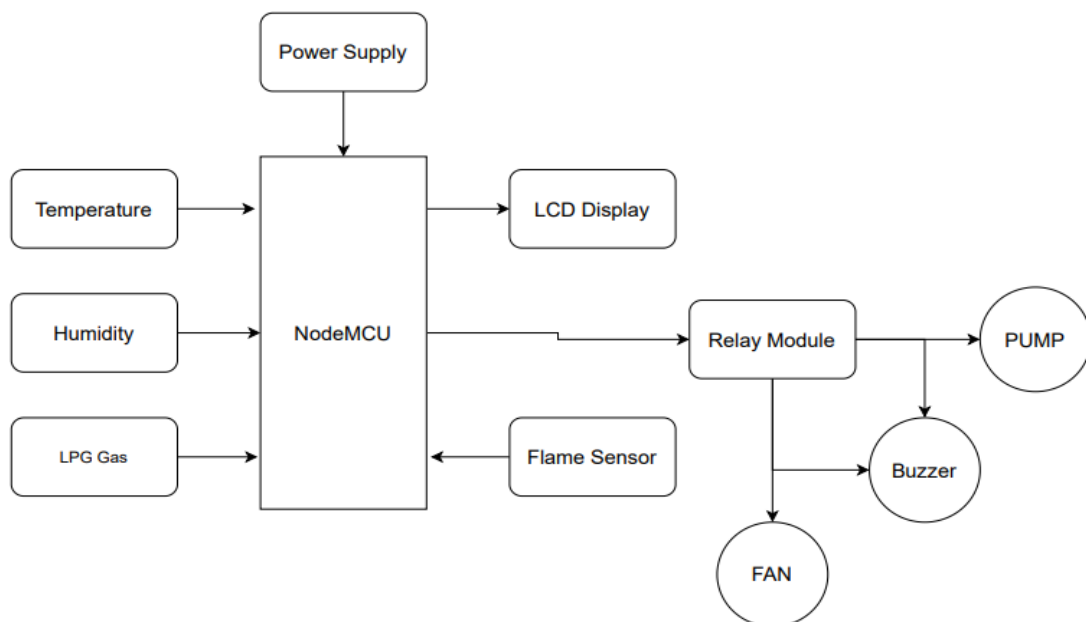 Power Supply
Temperature
LCD Display
Humidity
NodeMCU
Relay Module
PUMP
LPG Gas
Flame Sensor
Buzzer
FAN